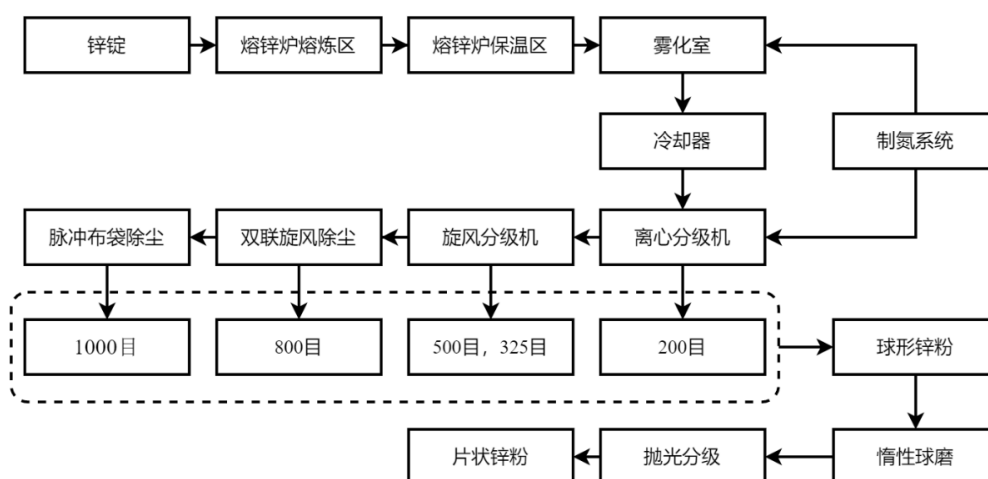 锌锭
熔锌炉熔炼区
熔锌炉保温区
雾化室
冷却器
制氮系统
脉冲布袋除尘
双联旋风除尘
旋风分级机
离心分级机
1000目
800目
500目，325目
200目
球形锌粉
片状锌粉
抛光分级
惰性球磨